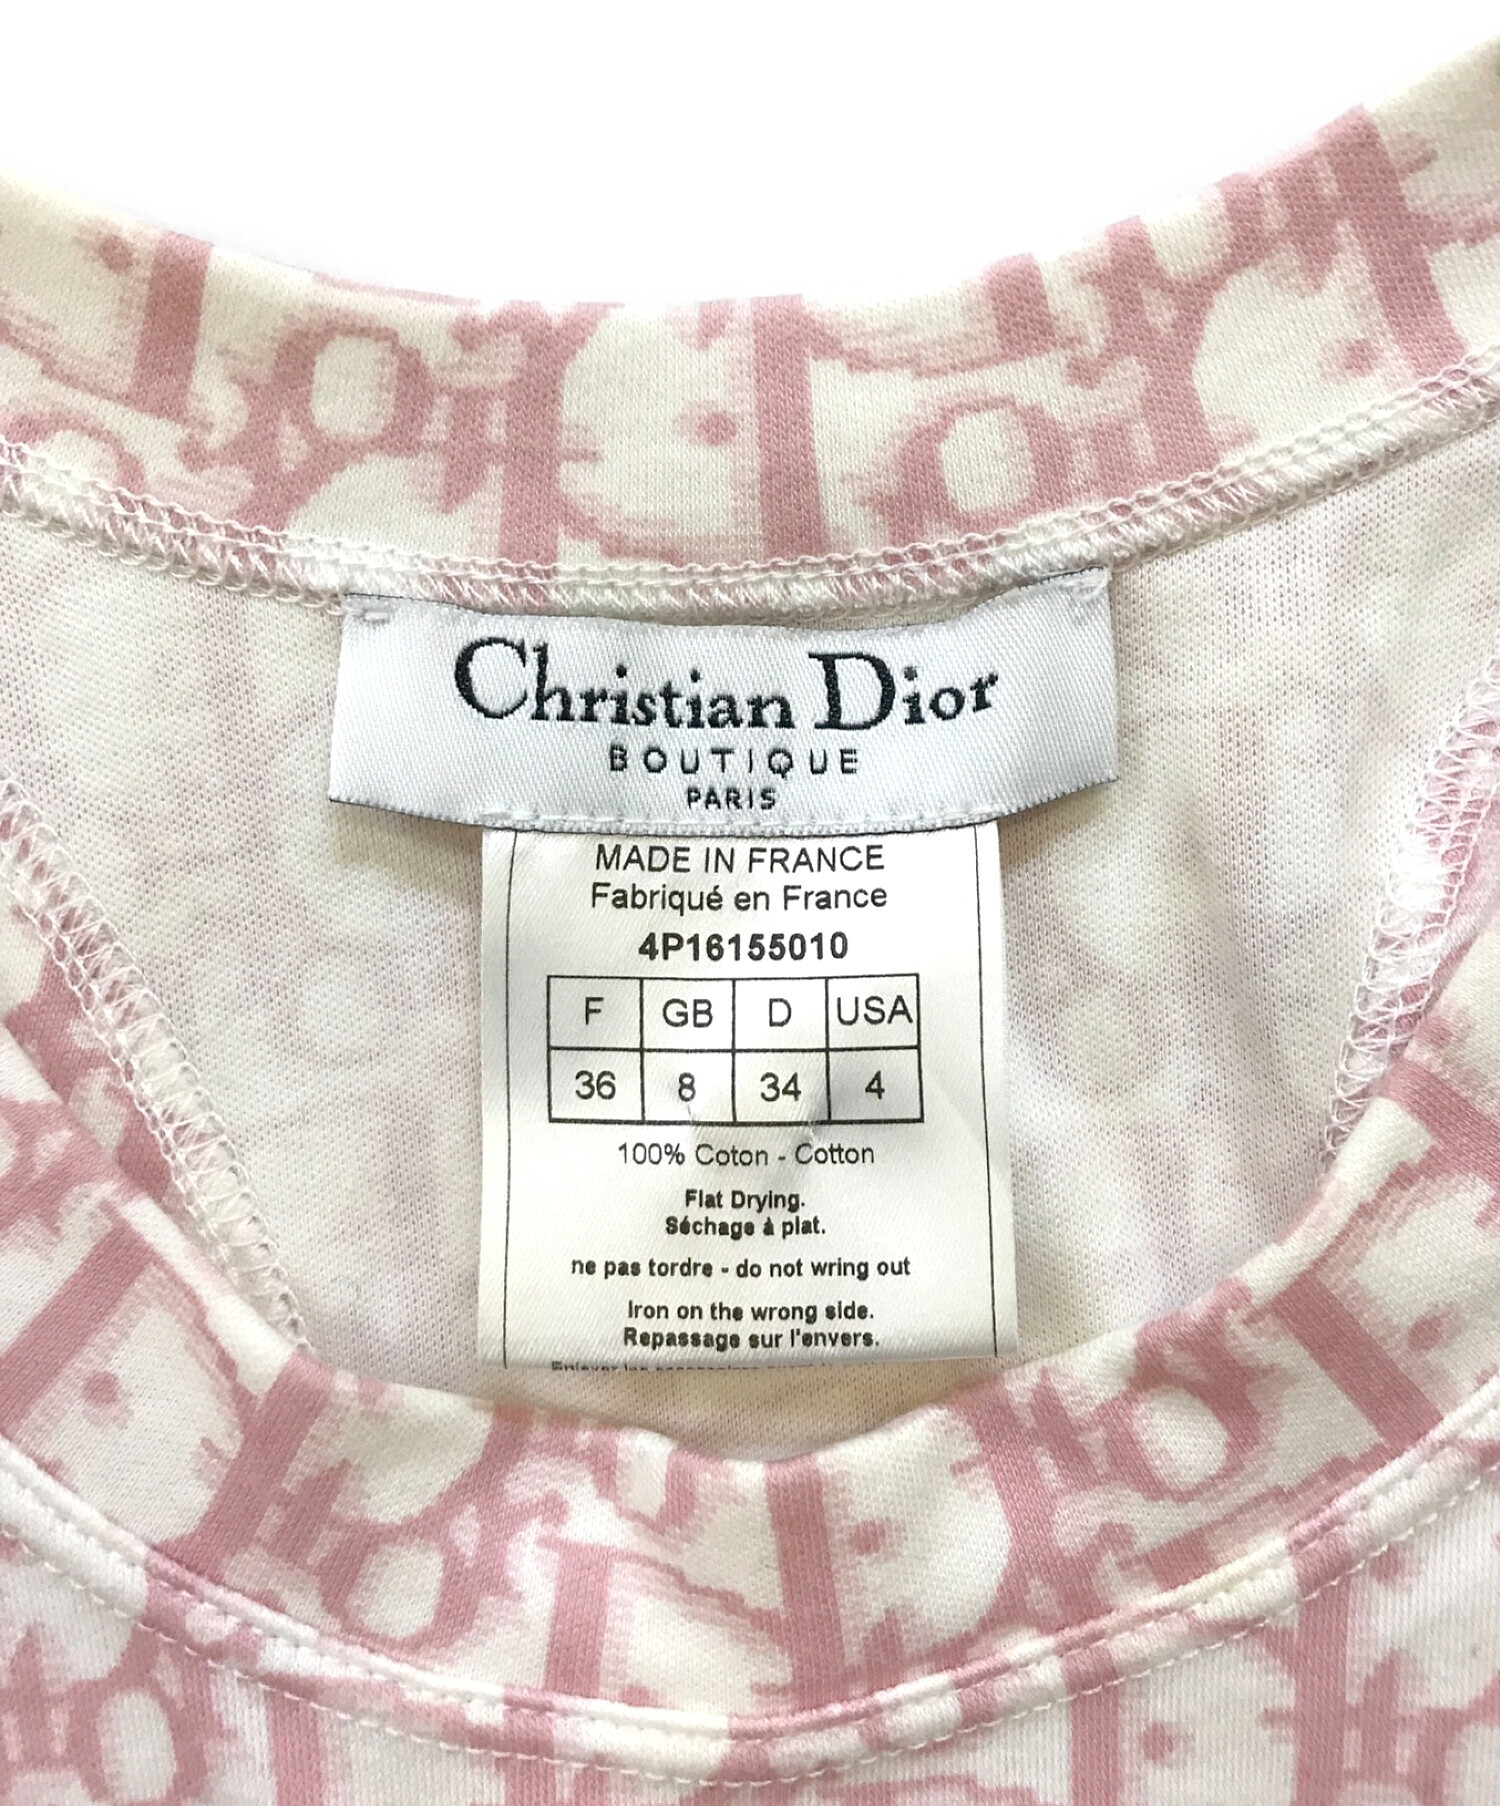 Christian Dior
BOUTIQUE
PARIS
MADE IN FRANCE
Fabriqué en France
4P16155010
F GB D USA
36 8 34 4
100% Coton - Cotton
Flat Drying.
Séchage à plat.
ne pas tordre - do not wring out
Iron on the wrong side.
Repassage sur l'envers.